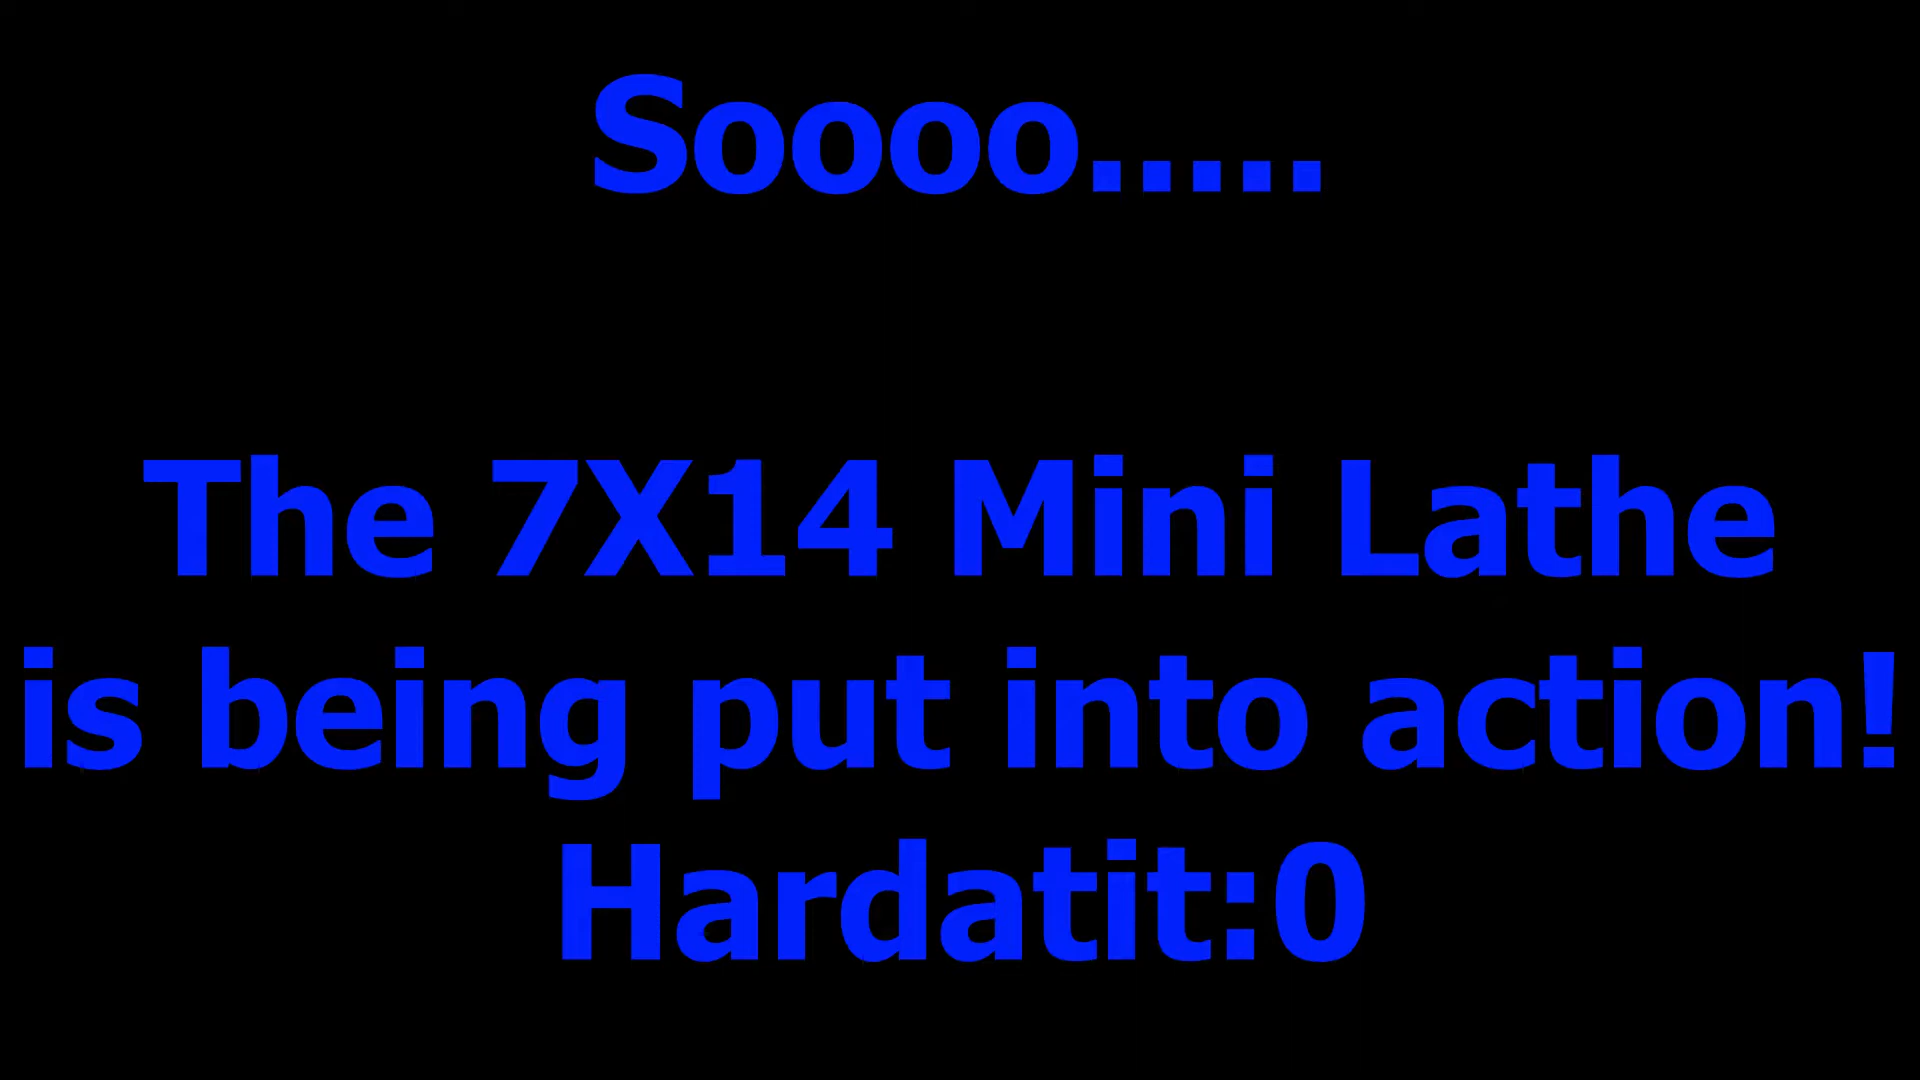 Soooo.....
The 7X14 Mini Lathe
is being put into action!
Hardatit:0